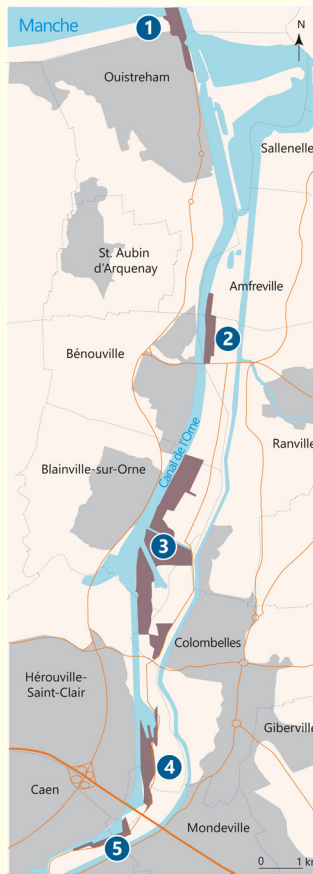 Manche
1
N
Ouistreham
Sallenelle
St. Aubin
d'Arquenay
Amfreville
2
Bénouville
Canal de l'Orne
Ranville
Blainville-sur-Orne
3
Colombelles
Hérouville-
Saint-Clair
Giberville
4
Caen
Mondeville
5
0 1 km